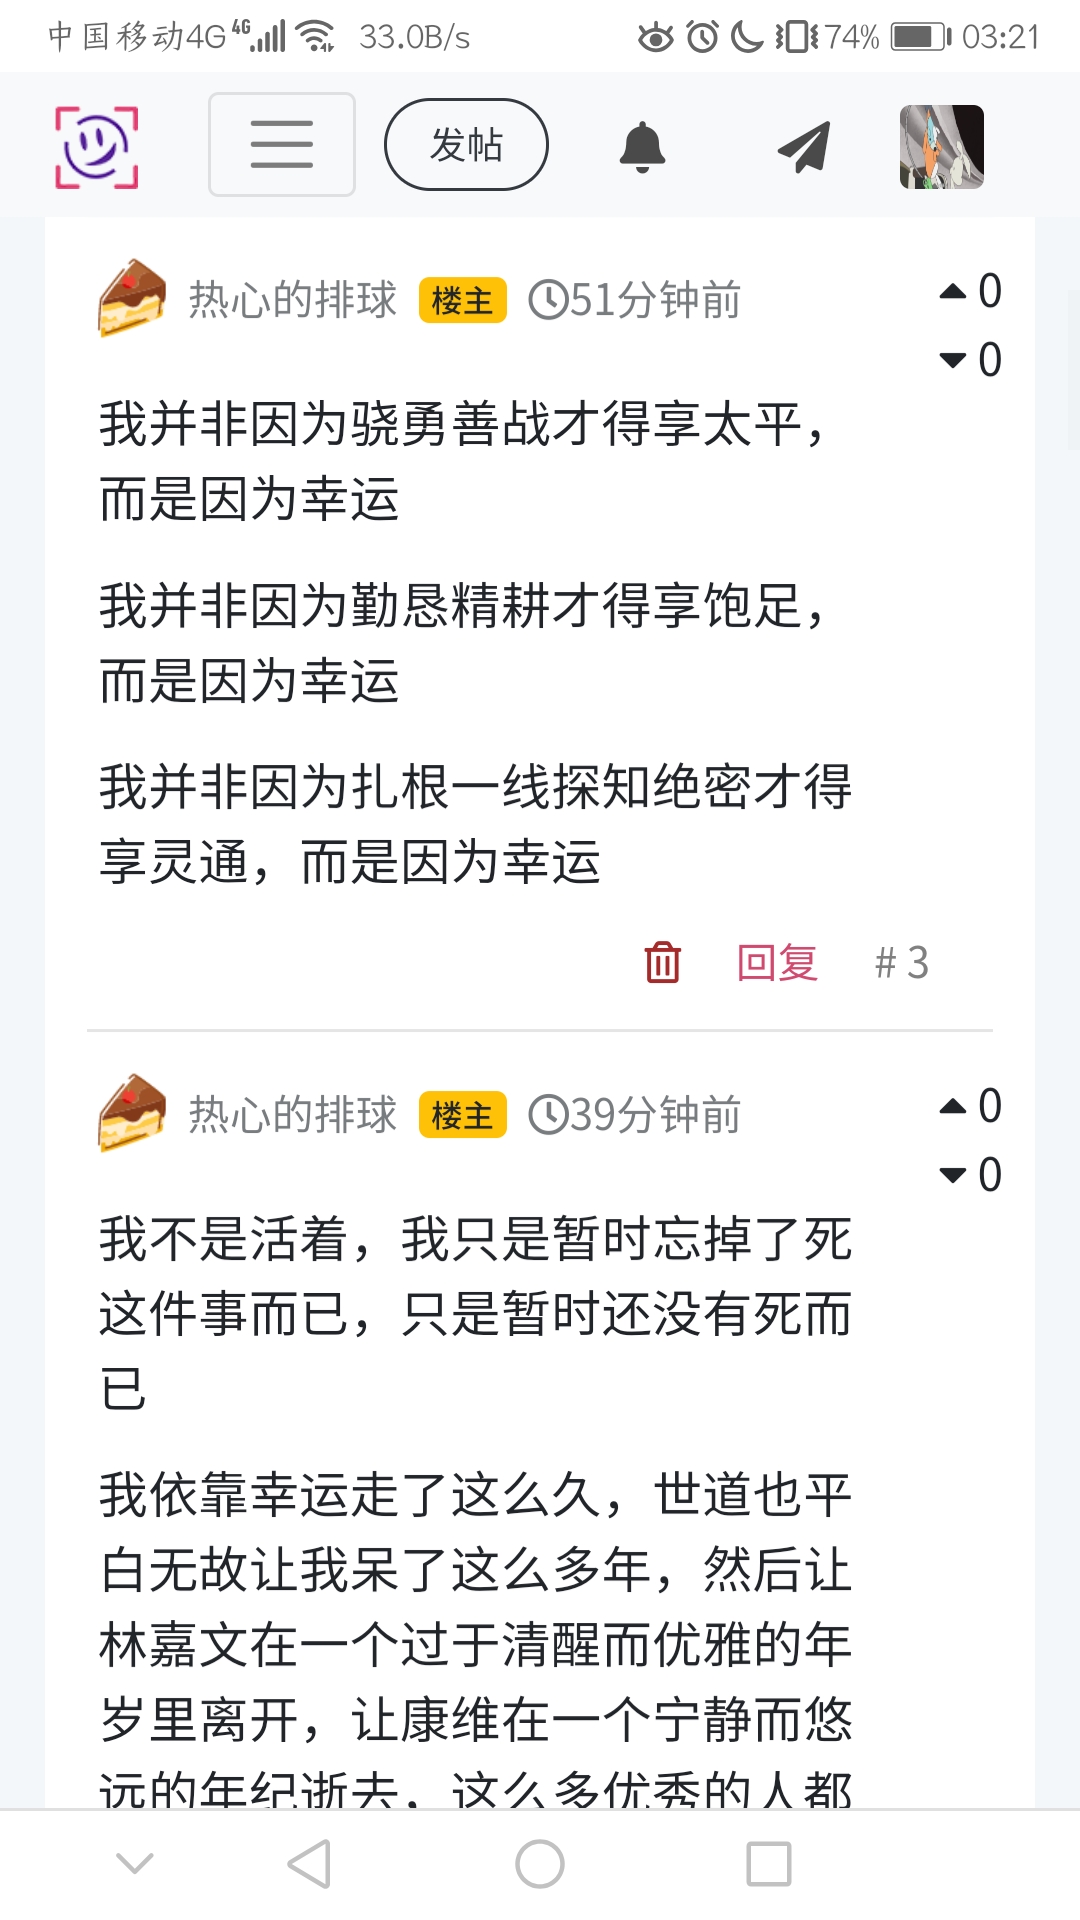 中国移动4G 4G 33.0B/s 74% 03:21
发帖
热心的排球 楼主 51分钟前 0
0
我并非因为骁勇善战才得享太平，
而是因为幸运
我并非因为勤恳精耕才得享饱足，
而是因为幸运
我并非因为扎根一线探知绝密才得
享灵通，而是因为幸运
回复 # 3
热心的排球 楼主 39分钟前 0
0
我不是活着，我只是暂时忘掉了死
这件事而已，只是暂时还没有死而
已
我依靠幸运走了这么久，世道也平
白无故让我呆了这么多年，然后让
林嘉文在一个过于清醒而优雅的年
岁里离开，让康维在一个宁静而悠
远的年纪逝去，这么多优秀的人都